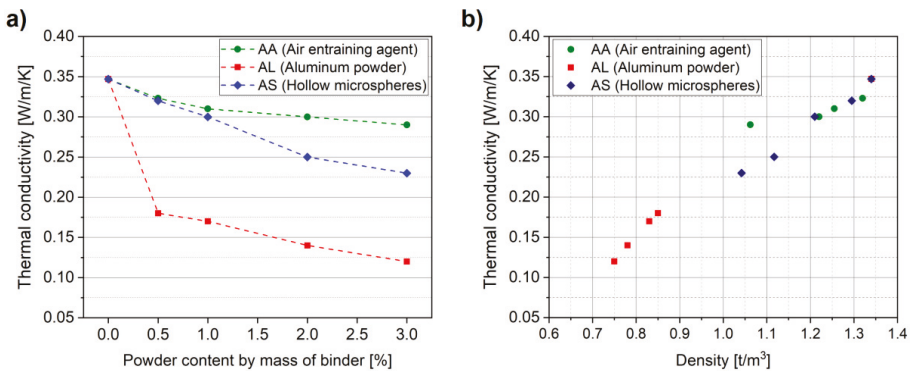 a)
Thermal conductivity [W/m/K]
0.40
0.35
0.30
0.25
0.20
0.15
0.10
0.05
AA (Air entraining agent)
AL (Aluminum powder)
AS (Hollow microspheres)
0.0 0.5 1.0 1.5 2.0 2.5 3.0
Powder content by mass of binder [%]
b)
Thermal conductivity [W/m/K]
0.40
0.35
0.30
0.25
0.20
0.15
0.10
0.05
AA (Air entraining agent)
AL (Aluminum powder)
AS (Hollow microspheres)
0.6 0.7 0.8 0.9 1.0 1.1 1.2 1.3 1.4
Density [t/m³]